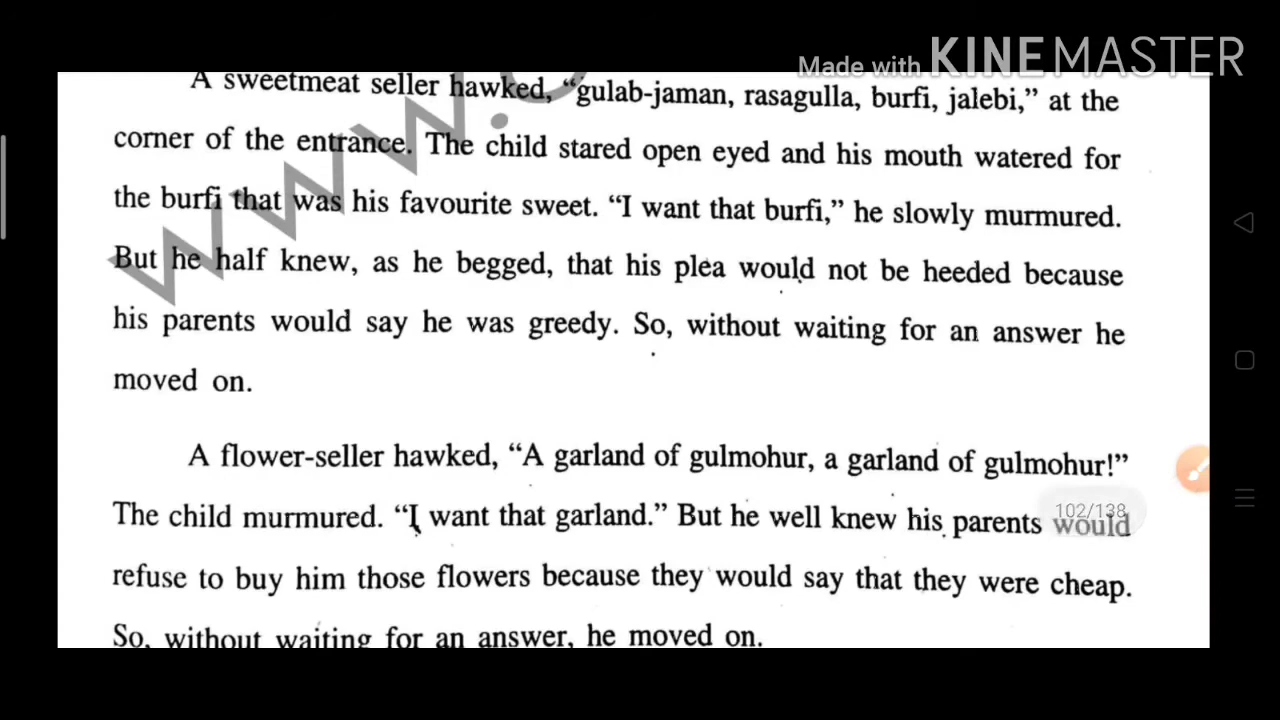 Made with KINEMASTER
A sweetmeat seller hawked, “gulab-jaman, rasagulla, burfi, jalebi,” at the
corner of the entrance. The child stared open eyed and his mouth watered for
the burfi that was his favourite sweet. “I want that burfi,” he slowly murmured.
But he half knew, as he begged, that his plea would not be heeded because
his parents would say he was greedy. So, without waiting for an answer he
moved on.
A flower-seller hawked, “A garland of gulmohur, a garland of gulmohur!”
The child murmured. “I want that garland.” But he well knew his parents would
102/138
refuse to buy him those flowers because they would say that they were cheap.
So, without waiting for an answer, he moved on.